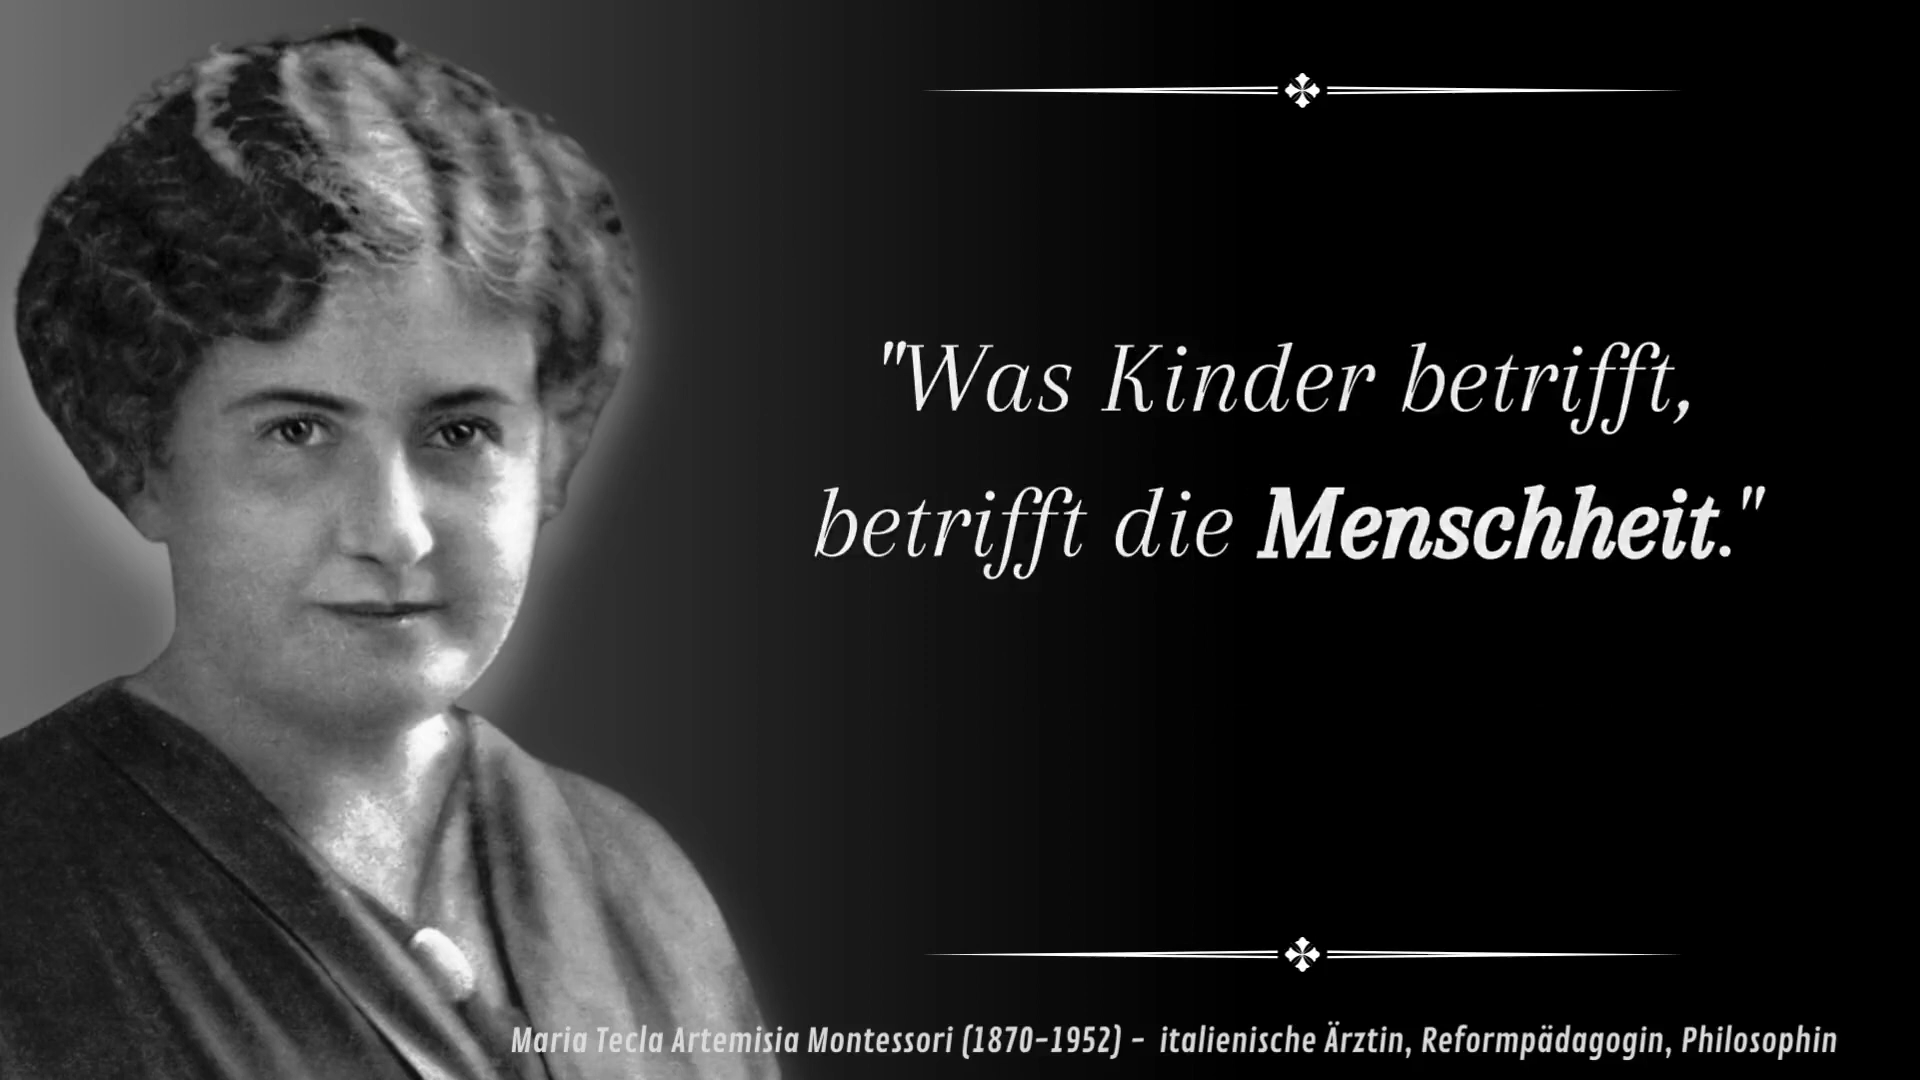 "Was Kinder betrifft,
betrifft die Menschheit."
Maria Tecla Artemisia Montessori (1870-1952) - italienische Ärztin, Reformpädagogin, Philosophin